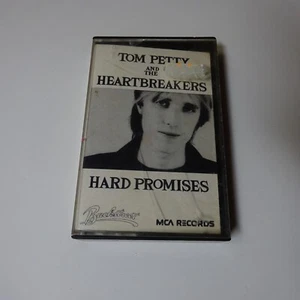 TOM PETTY
AND THE
HEARTBREAKERS
HARD PROMISES
Backstreet
MCA RECORDS